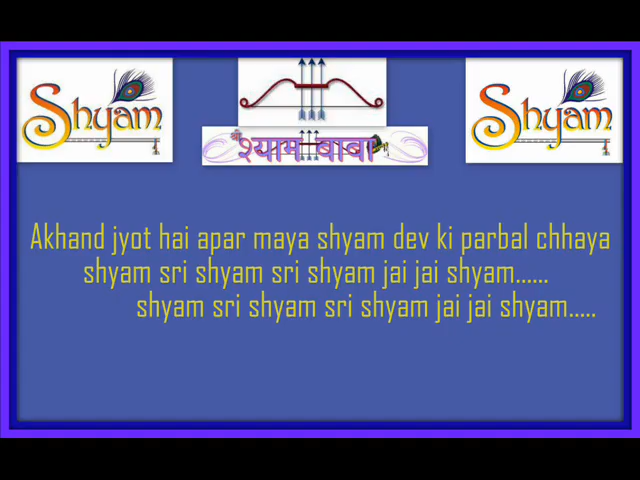 Shyam
Shyam
श्याम बाबा
Akhand jyot hai apar maya shyam dev ki parbal chhaya
shyam sri shyam sri shyam jai jai shyam......
shyam sri shyam sri shyam jai jai shyam.....